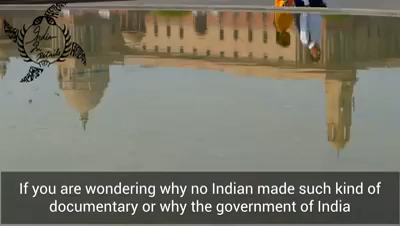 If you are wondering why no Indian made such kind of
documentary or why the government of India